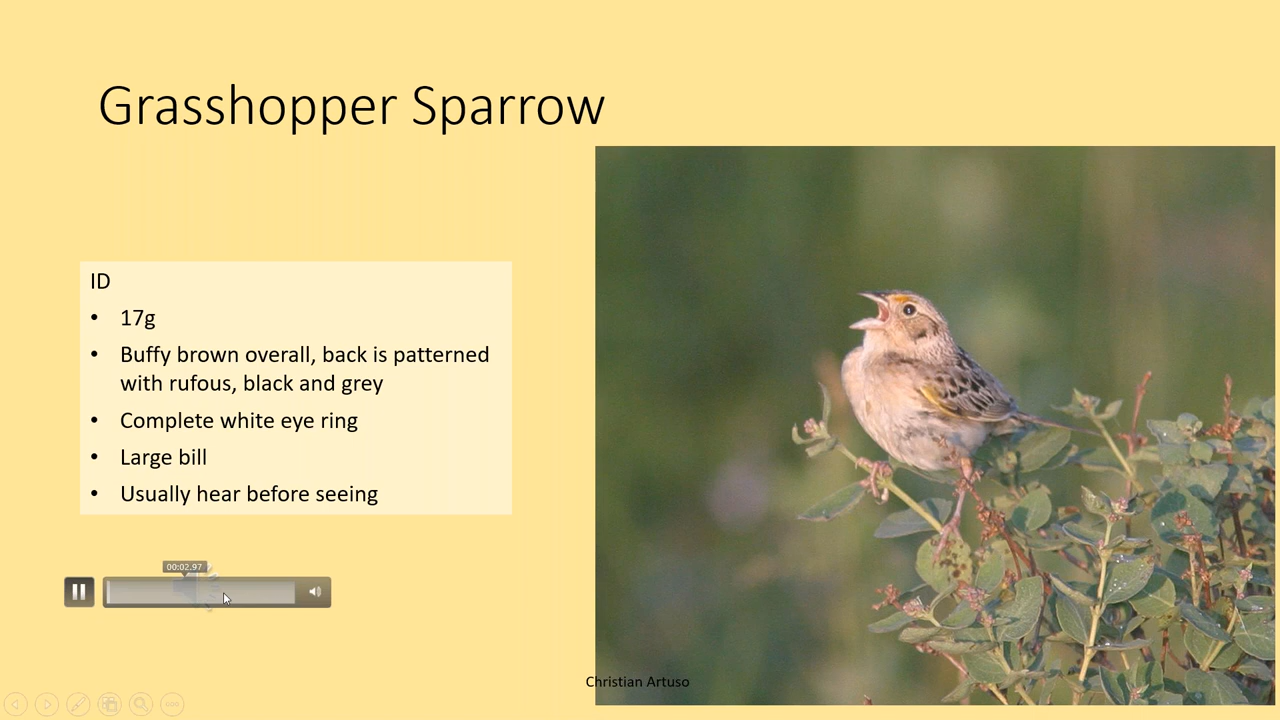 Grasshopper Sparrow
ID
• 17g
• Buffy brown overall, back is patterned
with rufous, black and grey
• Complete white eye ring
• Large bill
• Usually hear before seeing
00:02.97
Christian Artuso